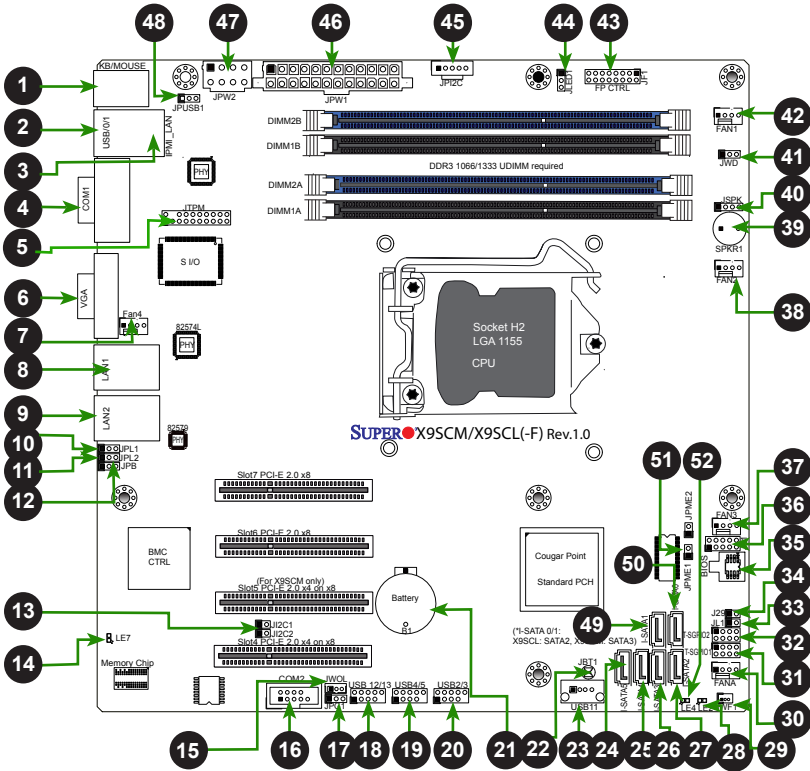 48
47
46
45
44
43
KB/MOUSE
1
JPW2
JPW1
JPI2C
JLED1
FP CTRL
JF1
JPUSB1
2
USB/0/1
IPMI_LAN
DIMM2B
FAN1
42
3
PHY
DIMM1B
JWD
41
DDR3 1066/1333 UDIMM required
4
COM1
DIMM2A
JTPM
DIMM1A
JSPK
40
5
SPKR1
39
S I/O
6
VGA
FAN2
Fan4
38
7
82574L
PHY
Socket H2
LGA 1155
CPU
8
LAN1
9
LAN2
82579
PHY
SUPER X9SCM/X9SCL(-F) Rev.1.0
10
JPL1
11
JPL2
JPB
12
51
52
Slot7 PCI-E 2.0 x8
JPME2
37
FAN3
36
Slot6 PCI-E 2.0 x8
BMC
CTRL
Cougar Point
Standard PCH
JPME1
BIOS
35
50
(For X9SCM only)
Slot5 PCI-E 2.0 x4 on x8
Battery
B1
34
13
JI2C1
JI2C2
49
I-SATA1
J29
JL1
33
14
LE7
T-SGPIO2
32
Slot4 PCI-E 2.0 x4 on x8
T-SGPIO1
31
Memory Chip
JBT1
I-SATA5
FANA
COM2
JWOL
USB 12/13
USB4/5
USB2/3
JPG1
USB11
LE4
30
15
16
17
18
19
20
21
22
23
24
25
26
27
28
29